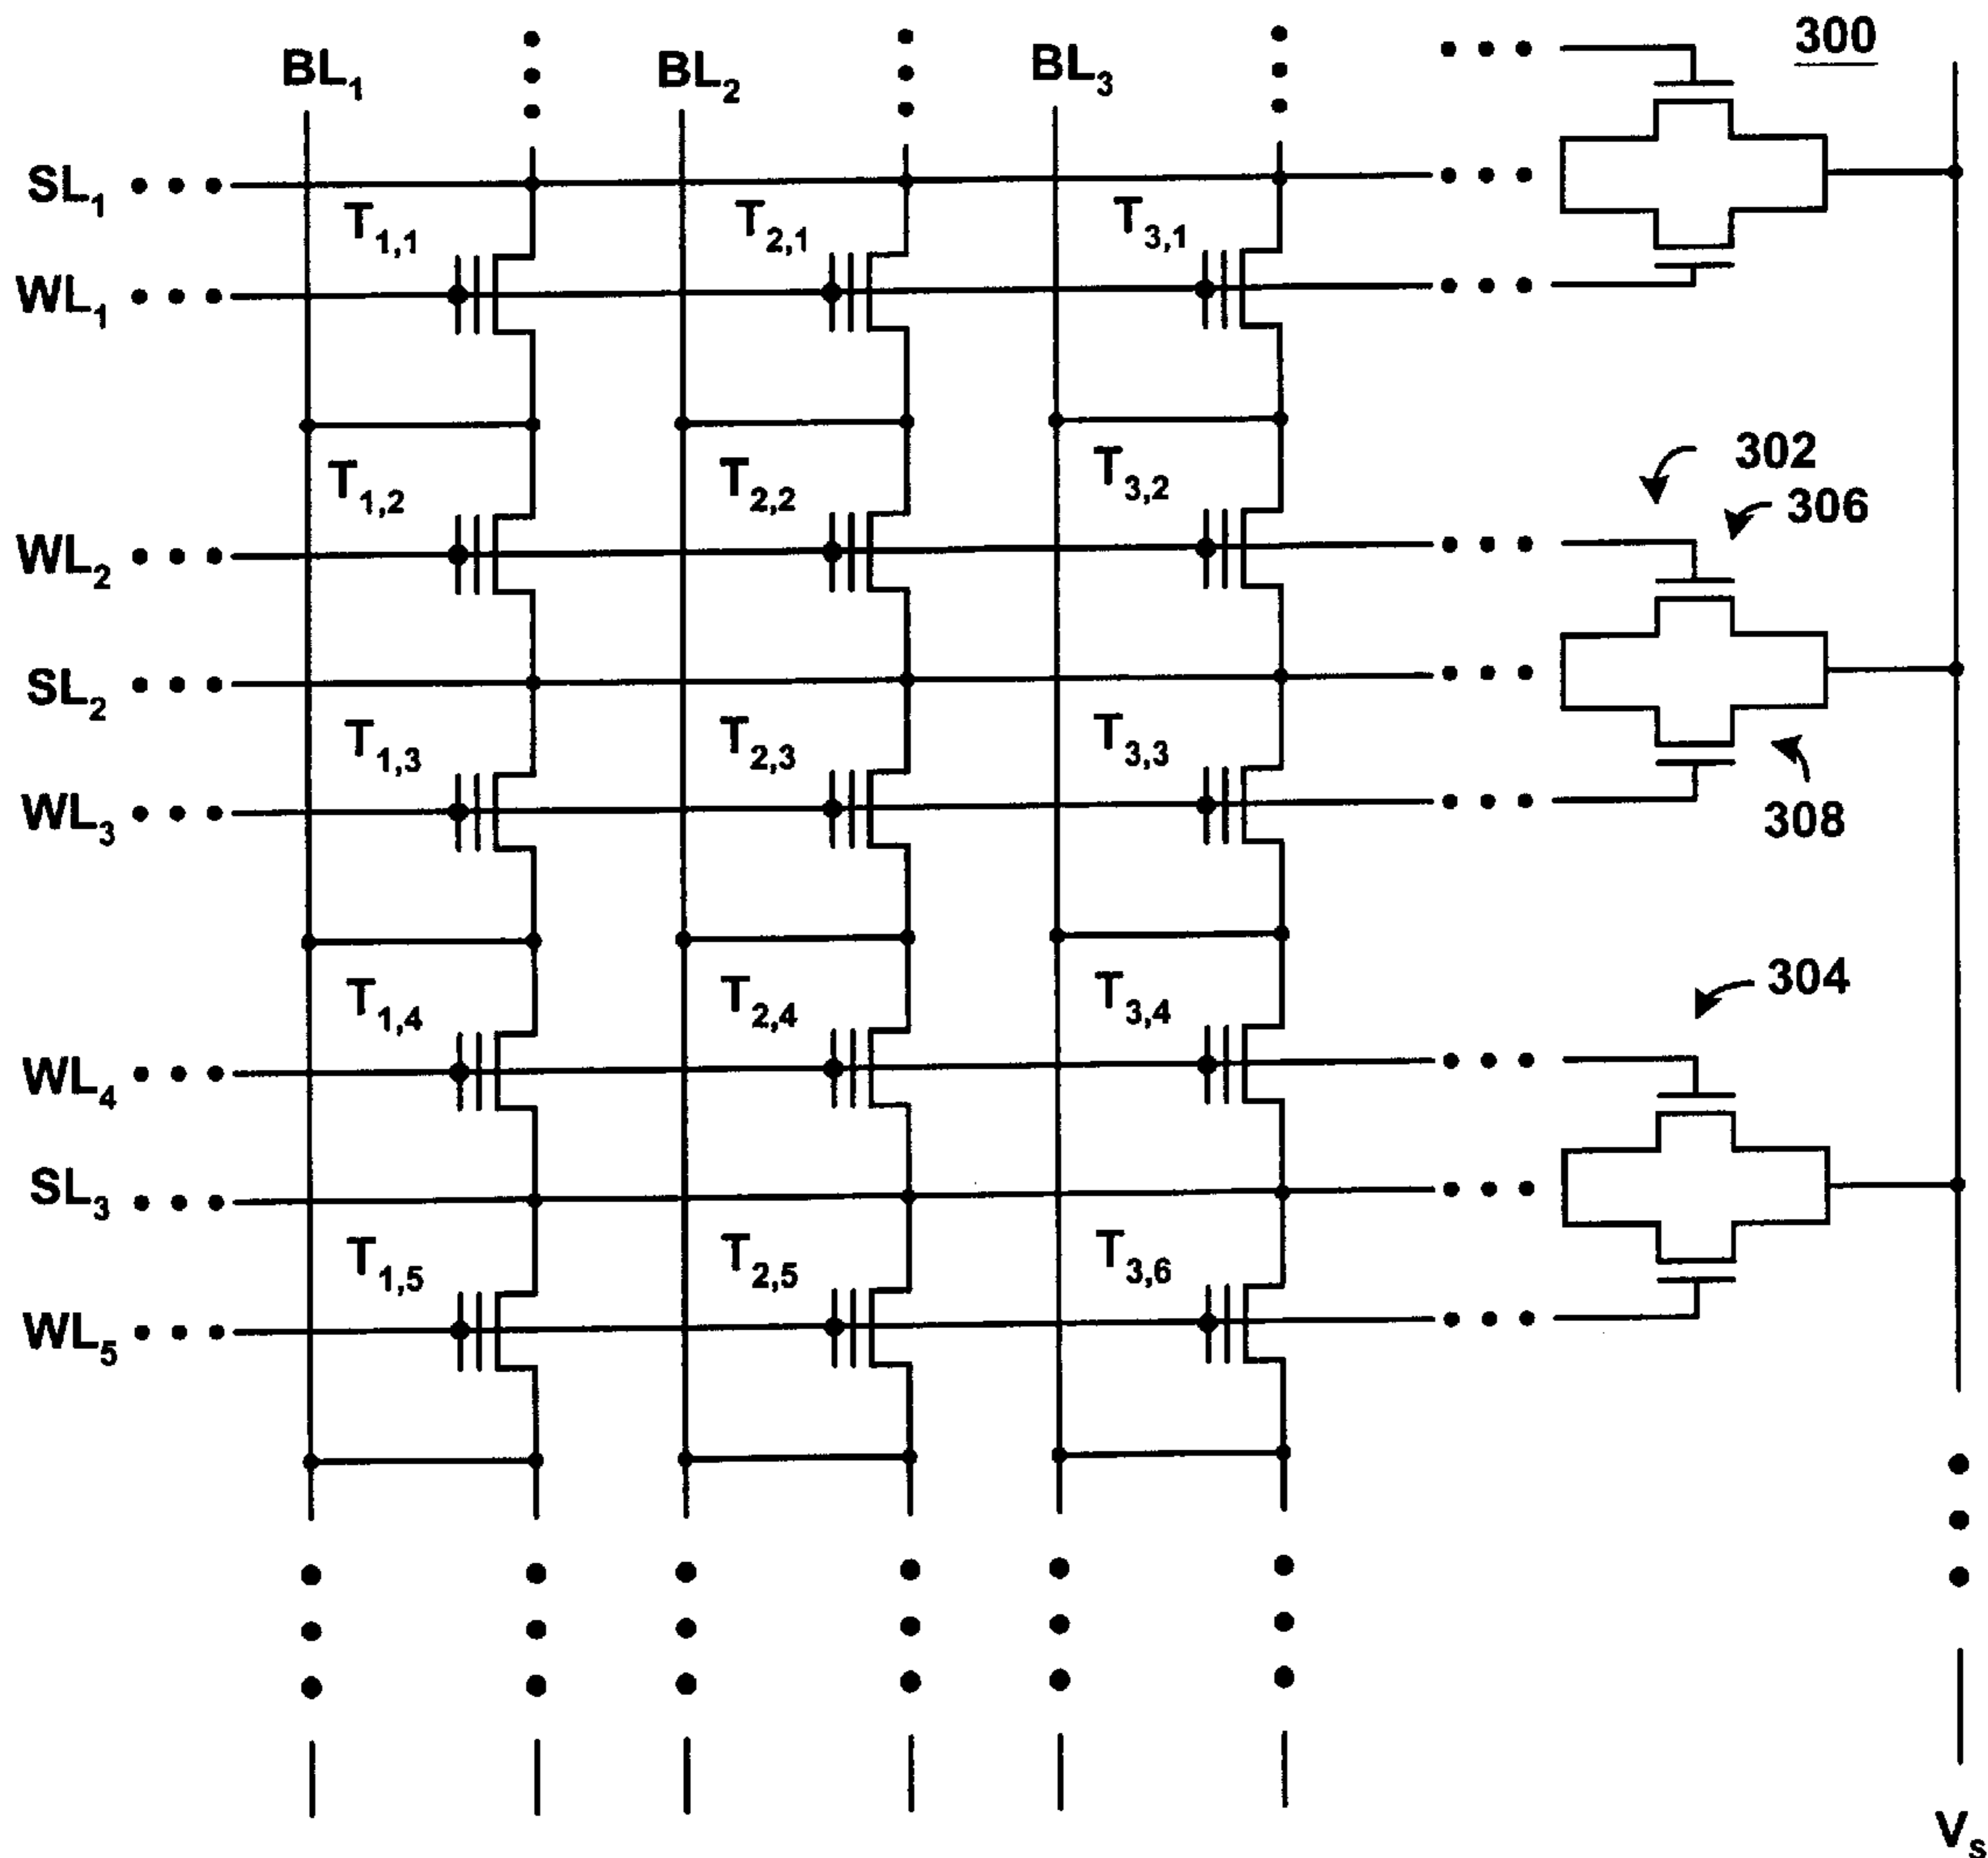 300
BL1 BL2 BL3
SL1
T1,1 T2,1 T3,1
WL1
302
T1,2 T2,2 T3,2
306
WL2
SL2
T1,3 T2,3 T3,3
WL3
308
304
T1,4 T2,4 T3,4
WL4
SL3
T1,5 T2,5 T3,6
WL5
Vs